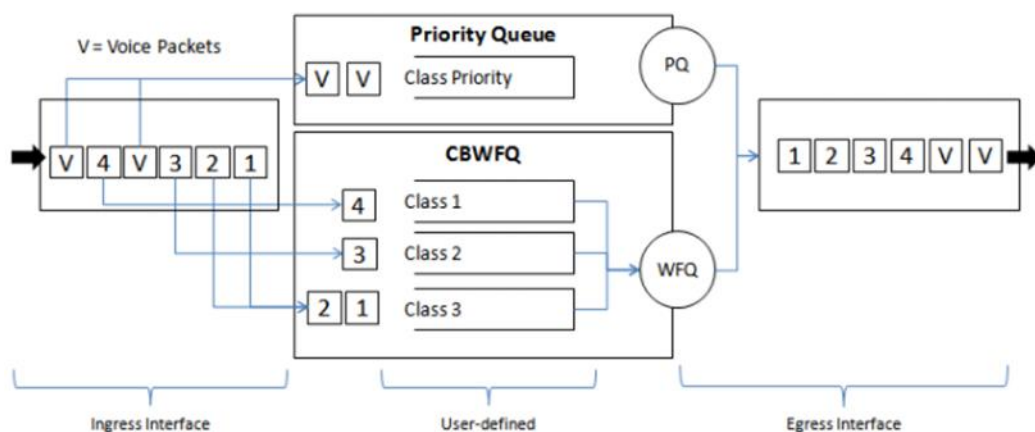 V = Voice Packets
Priority Queue
V V Class Priority
PQ
V 4 V 3 2 1
CBWFQ
4 Class 1
3 Class 2
2 1 Class 3
WFQ
1 2 3 4 V V
Ingress Interface
User-defined
Egress Interface